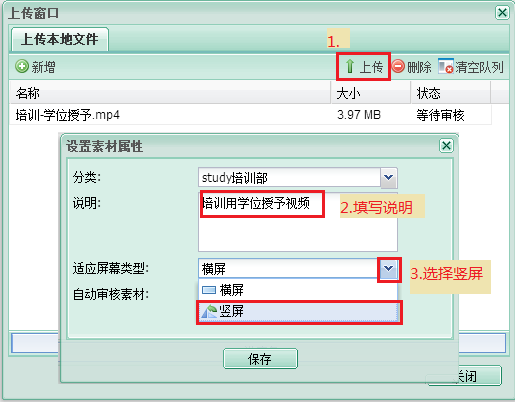 上传窗口
上传本地文件
1.
新增 上传 删除 清空队列
名称 大小 状态
培训-学位授予.mp4 3.97 MB 等待审核
设置素材属性
分类: study培训部
说明: 培训用学位授予视频
2.填写说明
适应屏幕类型: 横屏
3.选择竖屏
自动审核素材: 横屏
竖屏
保存
关闭